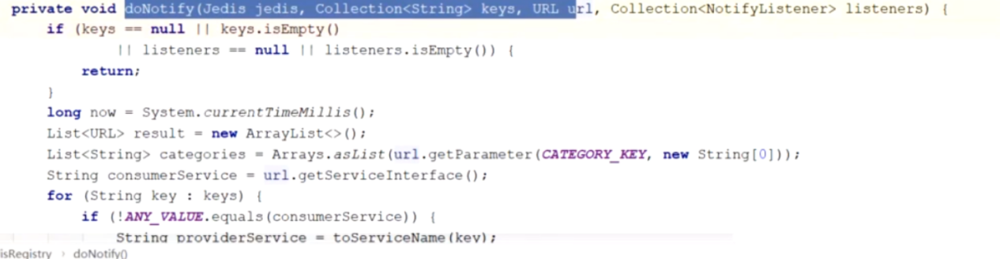 private void doNotify(Jedis jedis, Collection<String> keys, URL url, Collection<NotifyListener> listeners) {
if (keys == null || keys.isEmpty()
|| listeners == null || listeners.isEmpty()) {
return;
}
long now = System.currentTimeMillis();
List<URL> result = new ArrayList<>();
List<String> categories = Arrays.asList(url.getParameter(CATEGORY_KEY, new String[0]));
String consumerService = url.getServiceInterface();
for (String key : keys) {
if (!ANY_VALUE.equals(consumerService)) {
String providerService = toServiceName(key);
isRegistry › doNotify()